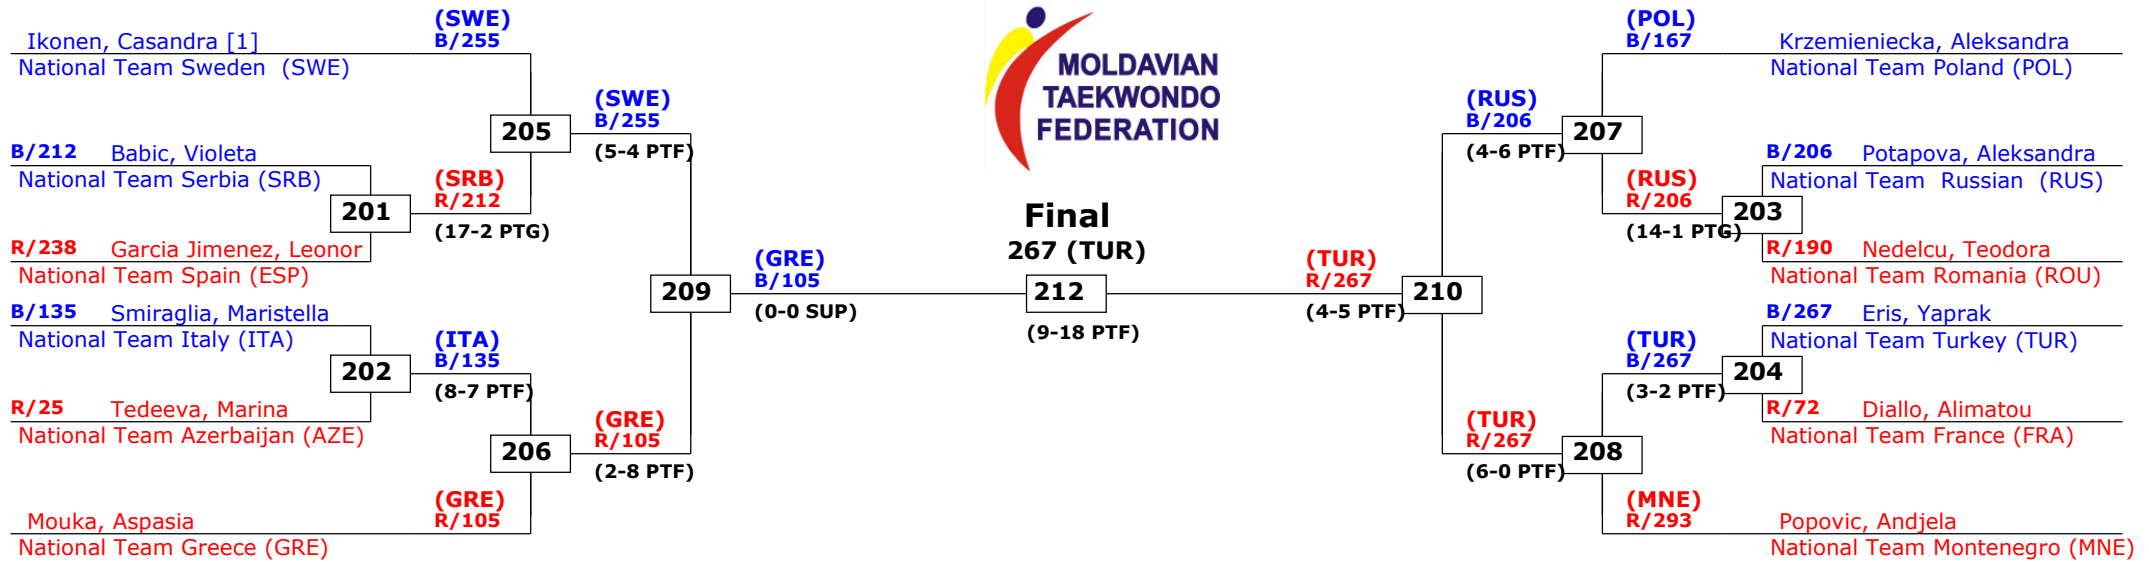 (SWE)
Ikonen, Casandra [1] B/255
National Team Sweden (SWE)
(SWE)
205 B/255
(5-4 PTF)
B/212 Babic, Violeta
National Team Serbia (SRB)
(SRB)
201 R/212
(17-2 PTG)
R/238 Garcia Jimenez, Leonor
National Team Spain (ESP)
(GRE)
209 B/105
(0-0 SUP)
B/135 Smiraglia, Maristella
National Team Italy (ITA)
(ITA)
202 B/135
(8-7 PTF)
R/25 Tedeeva, Marina
National Team Azerbaijan (AZE)
(GRE)
206 R/105
(2-8 PTF)
(GRE)
Mouka, Aspasia R/105
National Team Greece (GRE)
MOLDAVIAN
TAEKWONDO
FEDERATION
Final
267 (TUR)
212
(9-18 PTF)
(POL)
B/167 Krzemieniecka, Aleksandra
National Team Poland (POL)
(RUS)
B/206 207
(4-6 PTF)
B/206 Potapova, Aleksandra
National Team Russian (RUS)
(RUS)
R/206 203
(14-1 PTG)
R/190 Nedelcu, Teodora
National Team Romania (ROU)
(TUR)
R/267 210
(4-5 PTF)
B/267 Eris, Yaprak
National Team Turkey (TUR)
(TUR)
B/267 204
(3-2 PTF)
R/72 Diallo, Alimatou
National Team France (FRA)
(TUR)
R/267 208
(6-0 PTF)
(MNE)
R/293 Popovic, Andjela
National Team Montenegro (MNE)